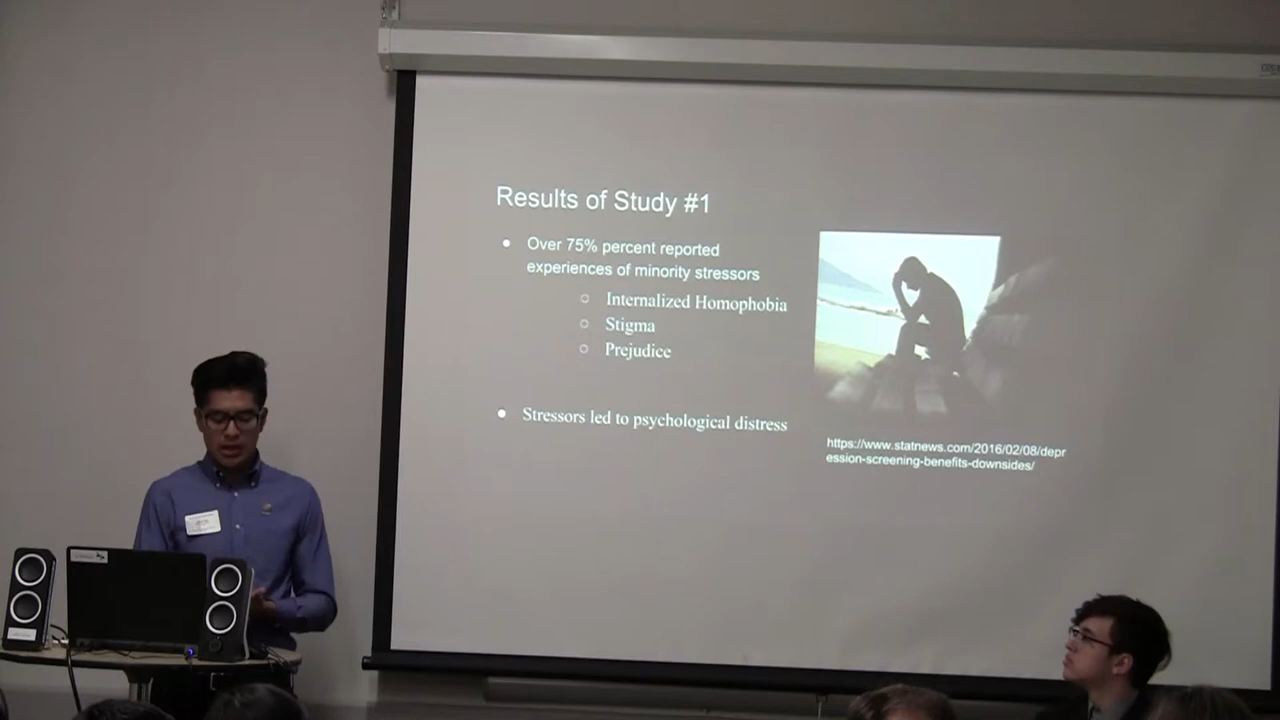 Results of Study #1
● Over 75% percent reported
experiences of minority stressors
○ Internalized Homophobia
○ Stigma
○ Prejudice
● Stressors led to psychological distress
https://www.statnews.com/2016/02/08/depr
ession-screening-benefits-downsides/